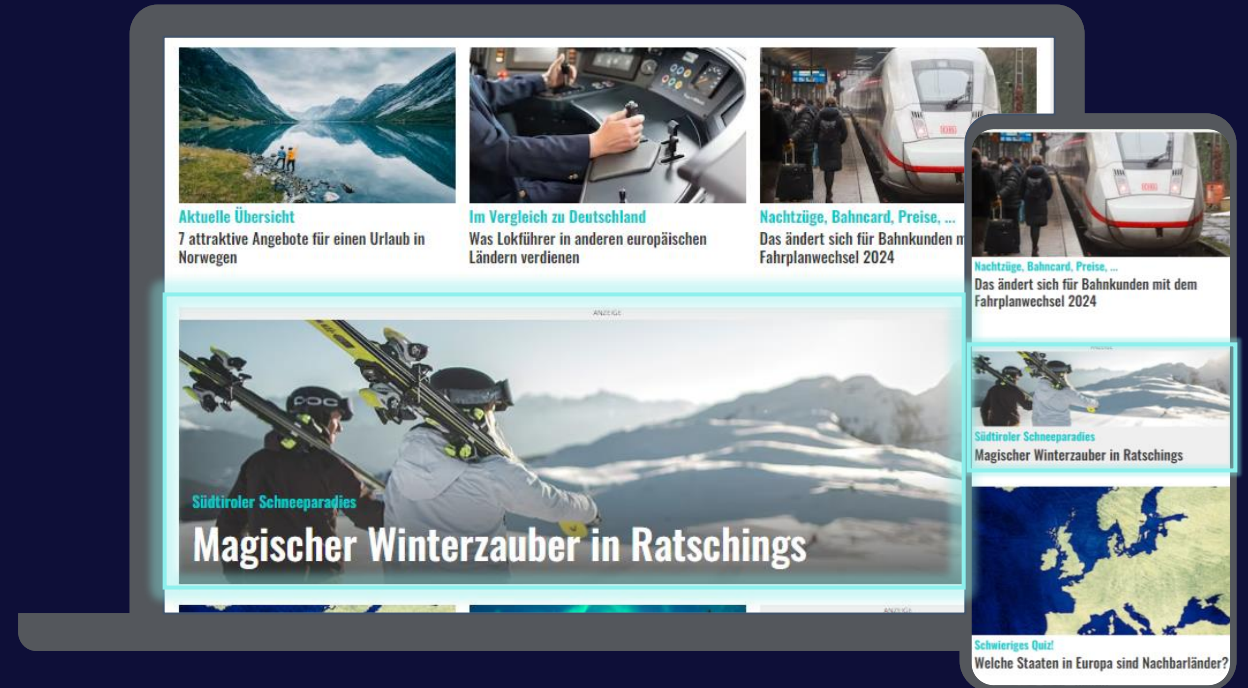 Aktuelle Übersicht
7 attraktive Angebote für einen Urlaub in
Norwegen
Im Vergleich zu Deutschland
Was Lokführer in anderen europäischen
Ländern verdienen
Nachtzüge, Bahncard, Preise, ...
Das ändert sich für Bahnkunden m
Fahrplanwechsel 2024
ANZEIGE
POC
Südtiroler Schneeparadies
Magischer Winterzauber in Ratschings
ANZEIGE
DB
Nachtzüge, Bahncard, Preise, ...
Das ändert sich für Bahnkunden mit dem
Fahrplanwechsel 2024
Südtiroler Schneeparadies
Magischer Winterzauber in Ratschings
Schwieriges Quiz!
Welche Staaten in Europa sind Nachbarländer?